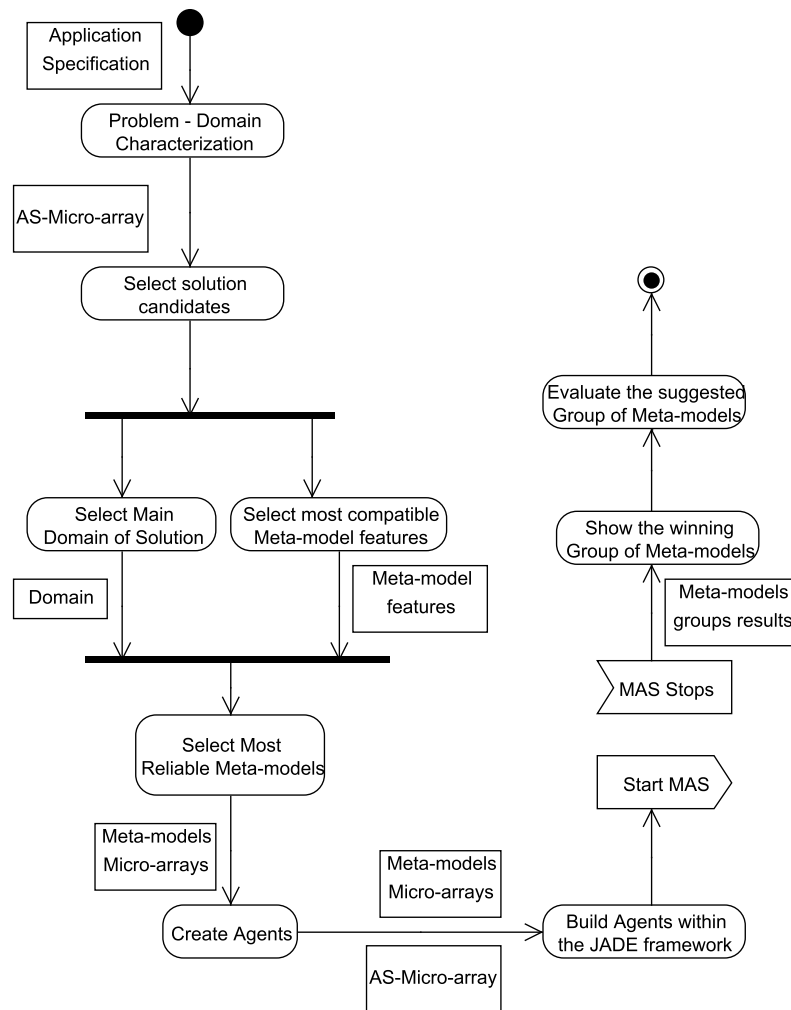 Application
Specification
Problem - Domain
Characterization
AS-Micro-array
Select solution
candidates
Select Main
Domain of Solution
Select most compatible
Meta-model features
Domain
Meta-model
features
Select Most
Reliable Meta-models
Meta-models
Micro-arrays
Create Agents
Meta-models
Micro-arrays
AS-Micro-array
Build Agents within
the JADE framework
Start MAS
MAS Stops
Meta-models
groups results
Show the winning
Group of Meta-models
Evaluate the suggested
Group of Meta-models